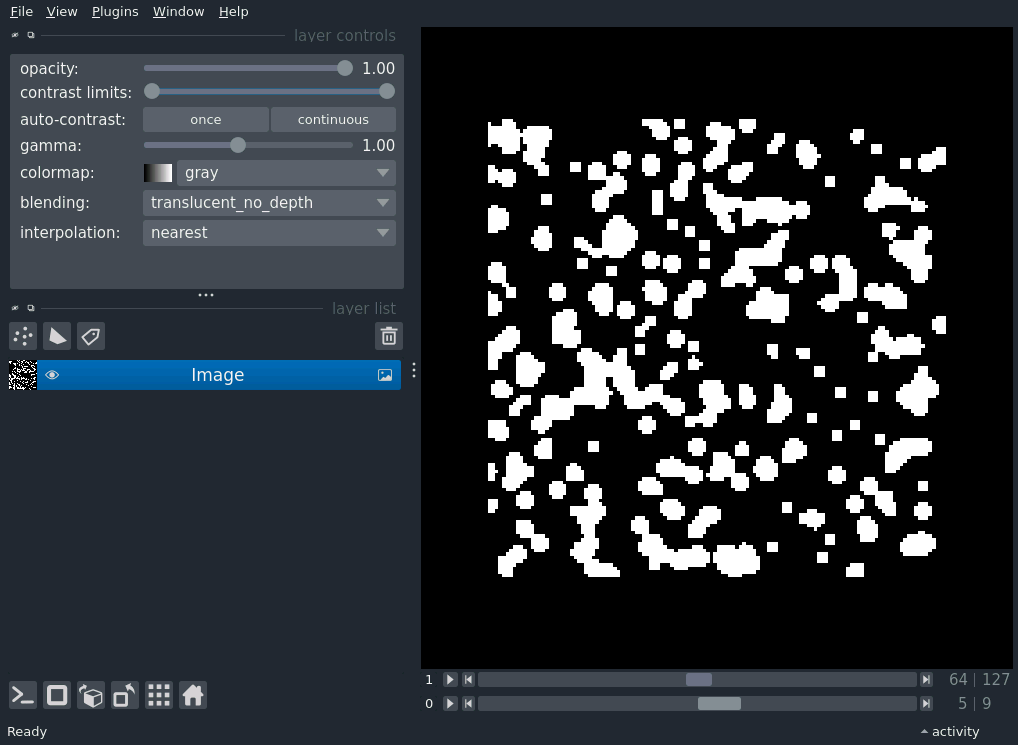 File View Plugins Window Help
layer controls
opacity: 1.00
contrast limits:
auto-contrast: once continuous
gamma: 1.00
colormap: gray
blending: translucent_no_depth
interpolation: nearest
layer list
Image
1 64 | 127
0 5 | 9
Ready activity